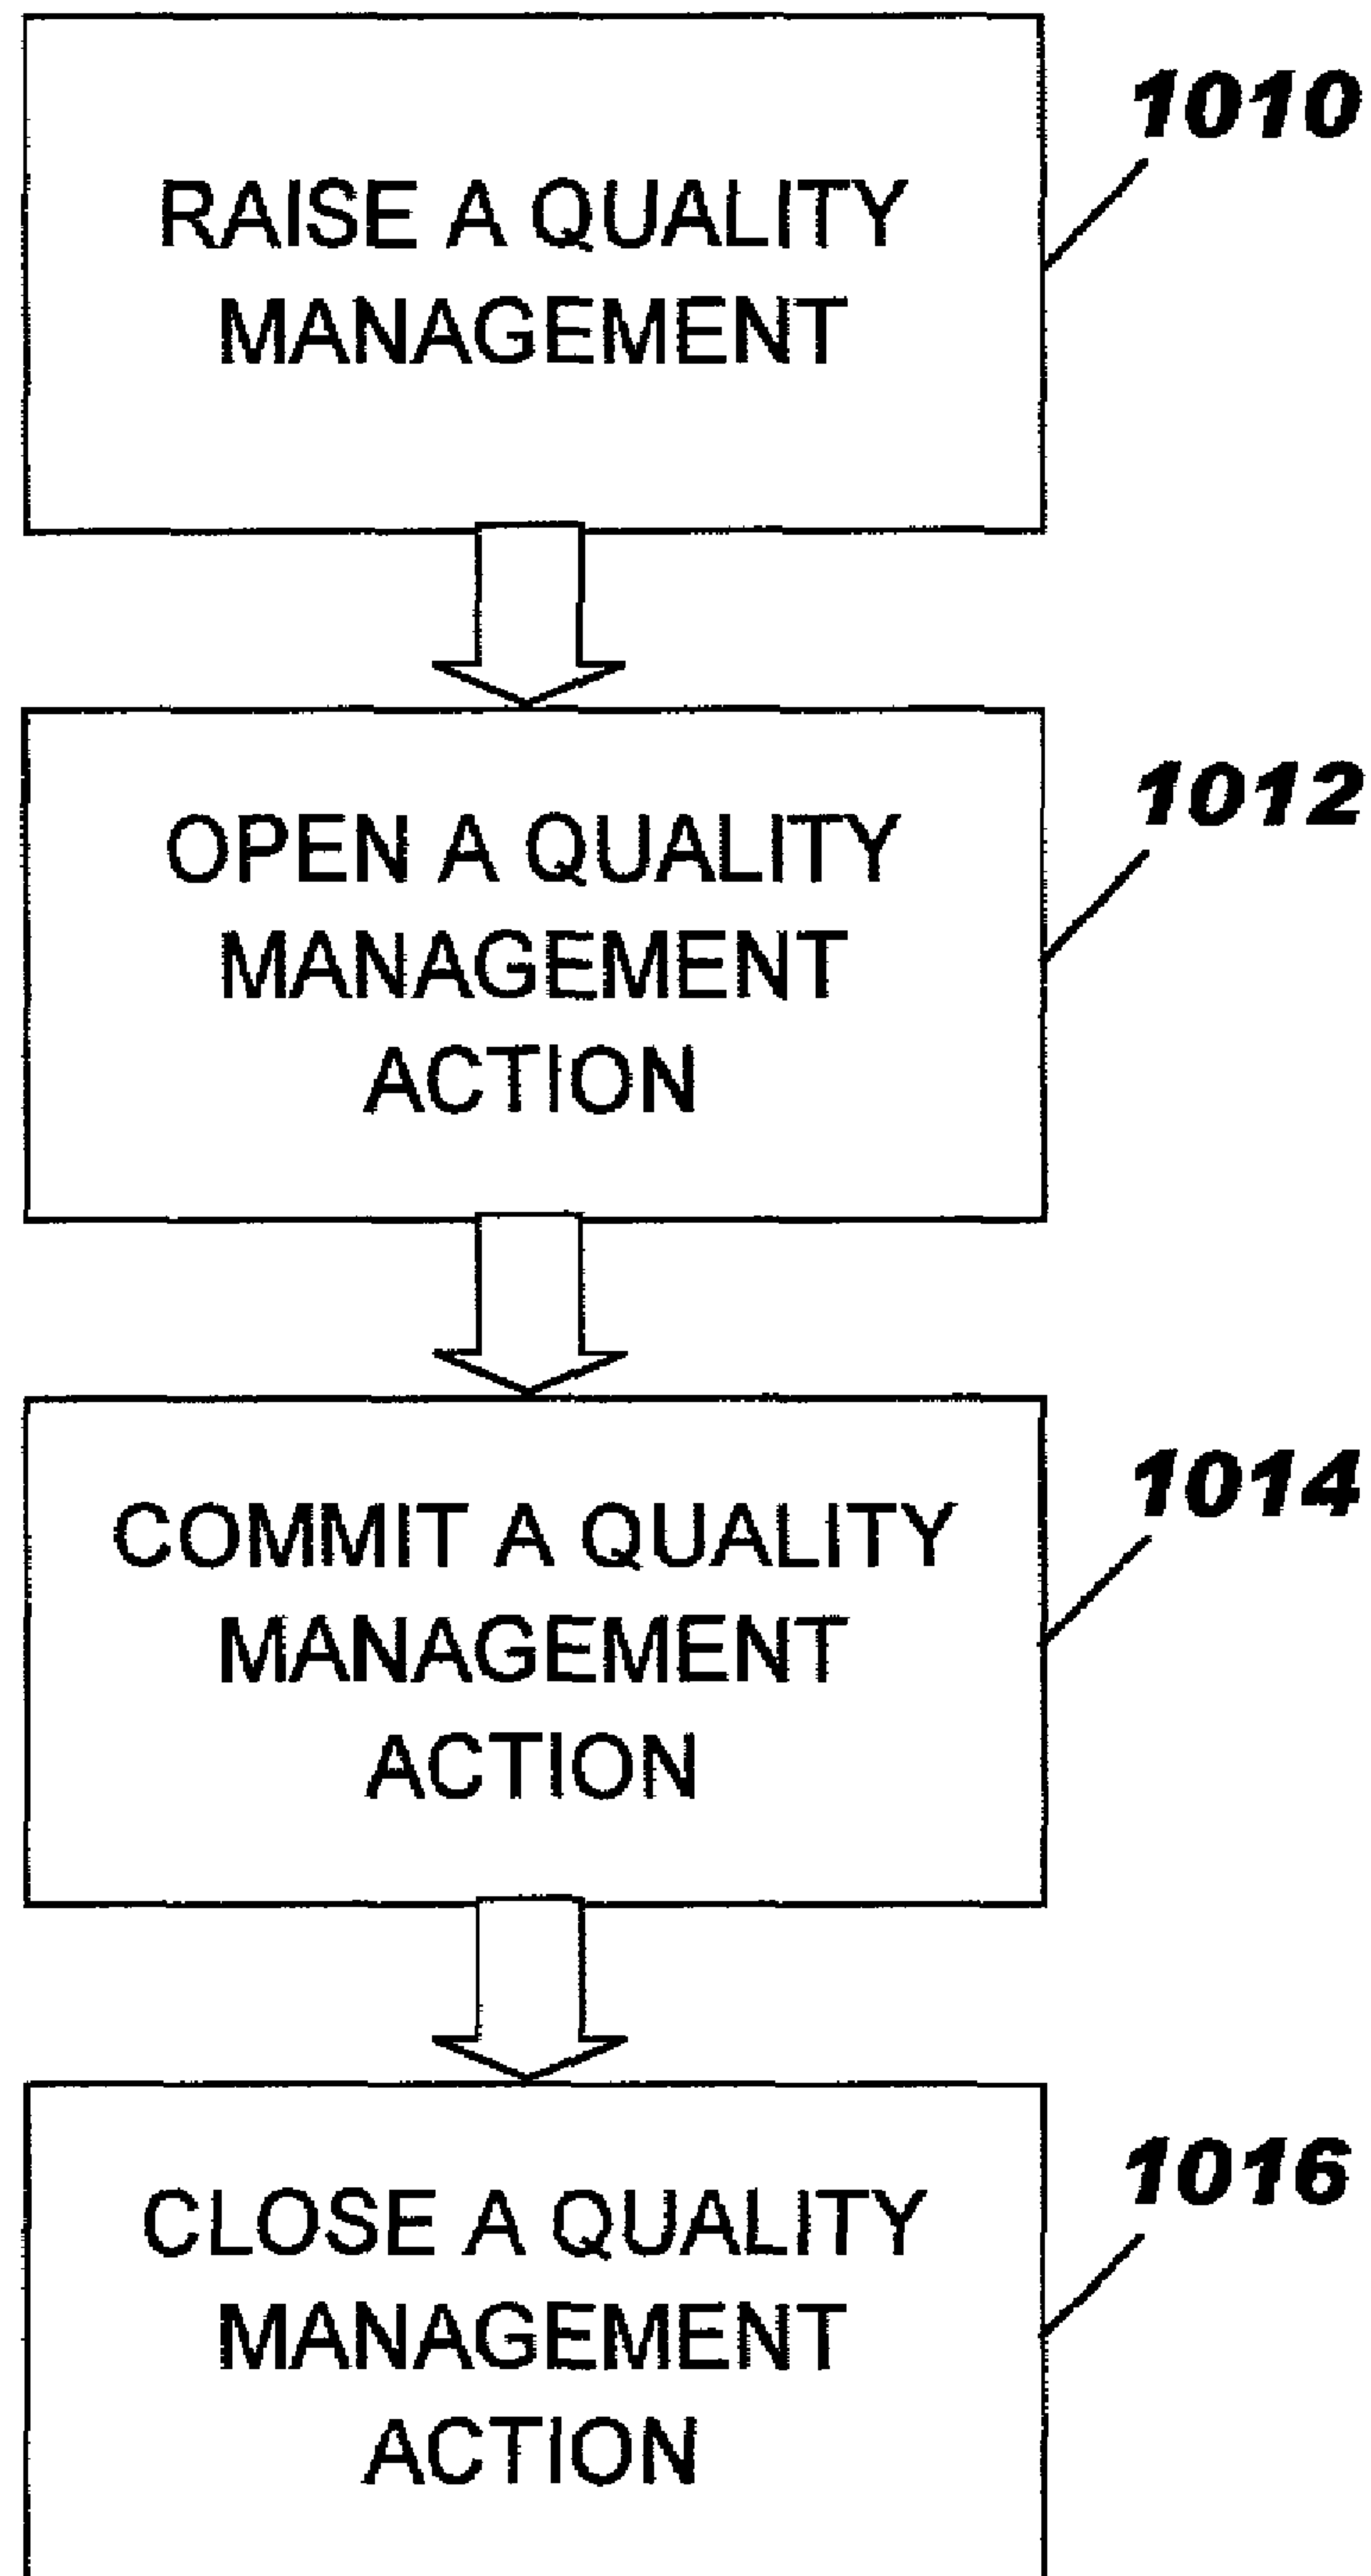 RAISE A QUALITY
MANAGEMENT
1010
OPEN A QUALITY
MANAGEMENT
ACTION
1012
COMMIT A QUALITY
MANAGEMENT
ACTION
1014
CLOSE A QUALITY
MANAGEMENT
ACTION
1016